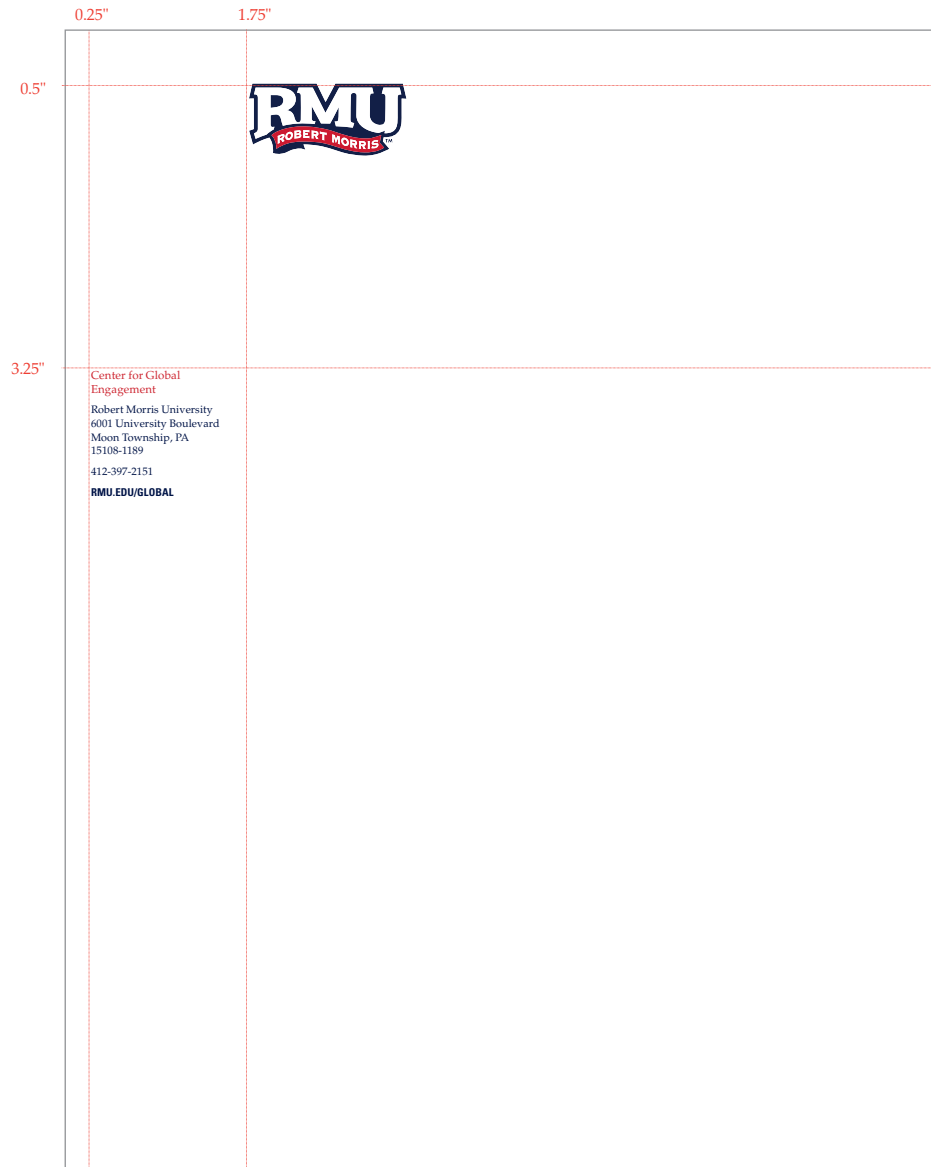 0.25" 1.75"
0.5"
RMU
ROBERT MORRIS™
3.25"
Center for Global
Engagement
Robert Morris University
6001 University Boulevard
Moon Township, PA
15108-1189
412-397-2151
RMU.EDU/GLOBAL